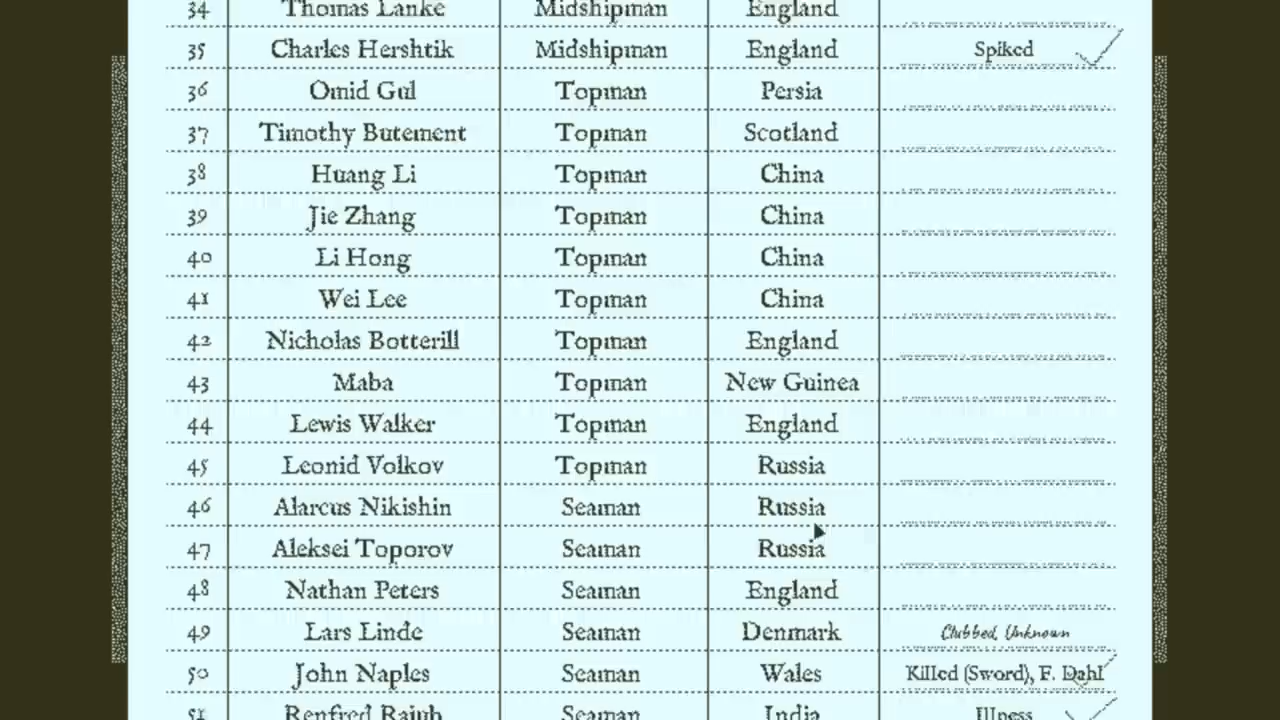 34 Thomas Lanke Midshipman England
35 Charles Hershtik Midshipman England Spiked
36 Omid Gul Topman Persia
37 Timothy Butement Topman Scotland
38 Huang Li Topman China
39 Jie Zhang Topman China
40 Li Hong Topman China
41 Wei Lee Topman China
42 Nicholas Botterill Topman England
43 Maba Topman New Guinea
44 Lewis Walker Topman England
45 Leonid Volkov Topman Russia
46 Alarcus Nikishin Seaman Russia
47 Aleksei Toporov Seaman Russia
48 Nathan Peters Seaman England
49 Lars Linde Seaman Denmark Clubbed, Unknown
50 John Naples Seaman Wales Killed (Sword), F. Dahl
51 Renfred Rajub Seaman India Illness